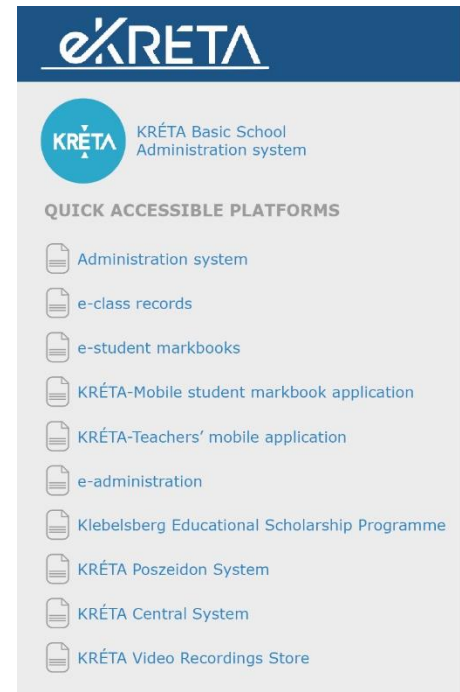 eKRETA
KRÉTA
KRÉTA Basic School
Administration system
QUICK ACCESSIBLE PLATFORMS
Administration system
e-class records
e-student markbooks
KRÉTA-Mobile student markbook application
KRÉTA-Teachers’ mobile application
e-administration
Klebelsberg Educational Scholarship Programme
KRÉTA Poszeidon System
KRÉTA Central System
KRÉTA Video Recordings Store